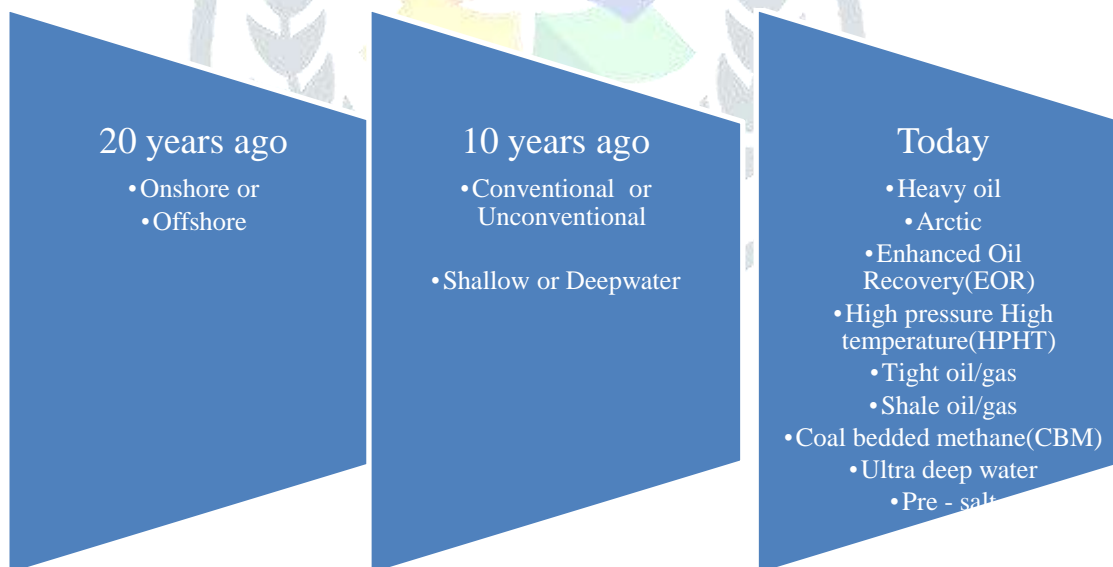 20 years ago
•Onshore or
•Offshore
10 years ago
•Conventional or
Unconventional
•Shallow or Deepwater
Today
•Heavy oil
•Arctic
•Enhanced Oil
Recovery(EOR)
•High pressure High
temperature(HPHT)
•Tight oil/gas
•Shale oil/gas
•Coal bedded methane(CBM)
•Ultra deep water
•Pre - salt